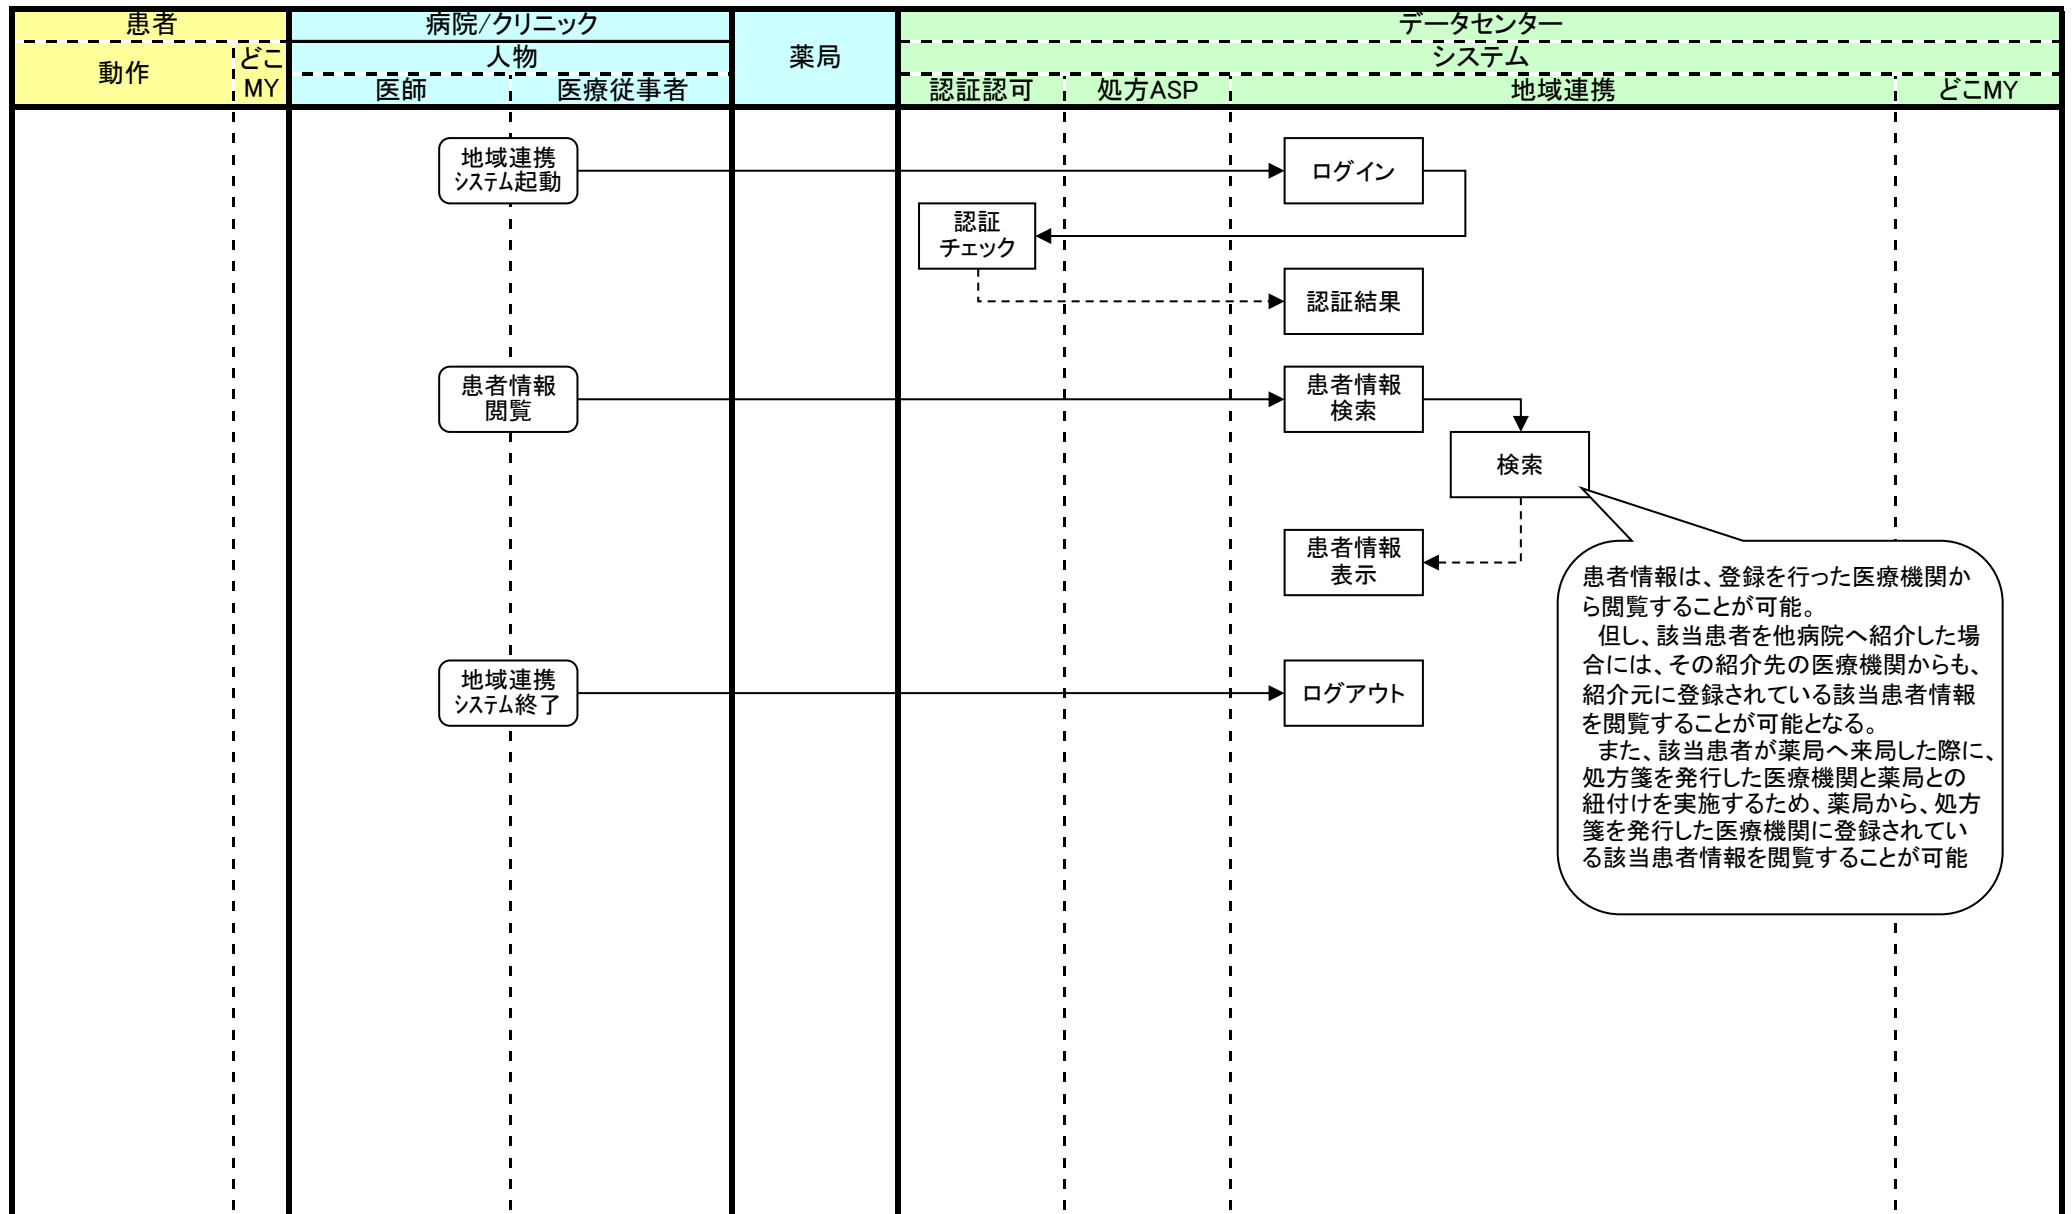 患者
病院/クリニック
薬局
データセンター
動作
どこ
MY
人物
システム
医師
医療従事者
認証認可
処方ASP
地域連携
どこMY
地域連携
システム起動
ログイン
認証
チェック
認証結果
患者情報
閲覧
患者情報
検索
検索
患者情報
表示
患者情報は、登録を行った医療機関か
ら閲覧することが可能。
但し、該当患者を他病院へ紹介した場
合には、その紹介先の医療機関からも、
紹介元に登録されている該当患者情報
を閲覧することが可能となる。
また、該当患者が薬局へ来局した際に、
処方箋を発行した医療機関と薬局との
紐付けを実施するため、薬局から、処方
箋を発行した医療機関に登録されてい
る該当患者情報を閲覧することが可能
地域連携
システム終了
ログアウト